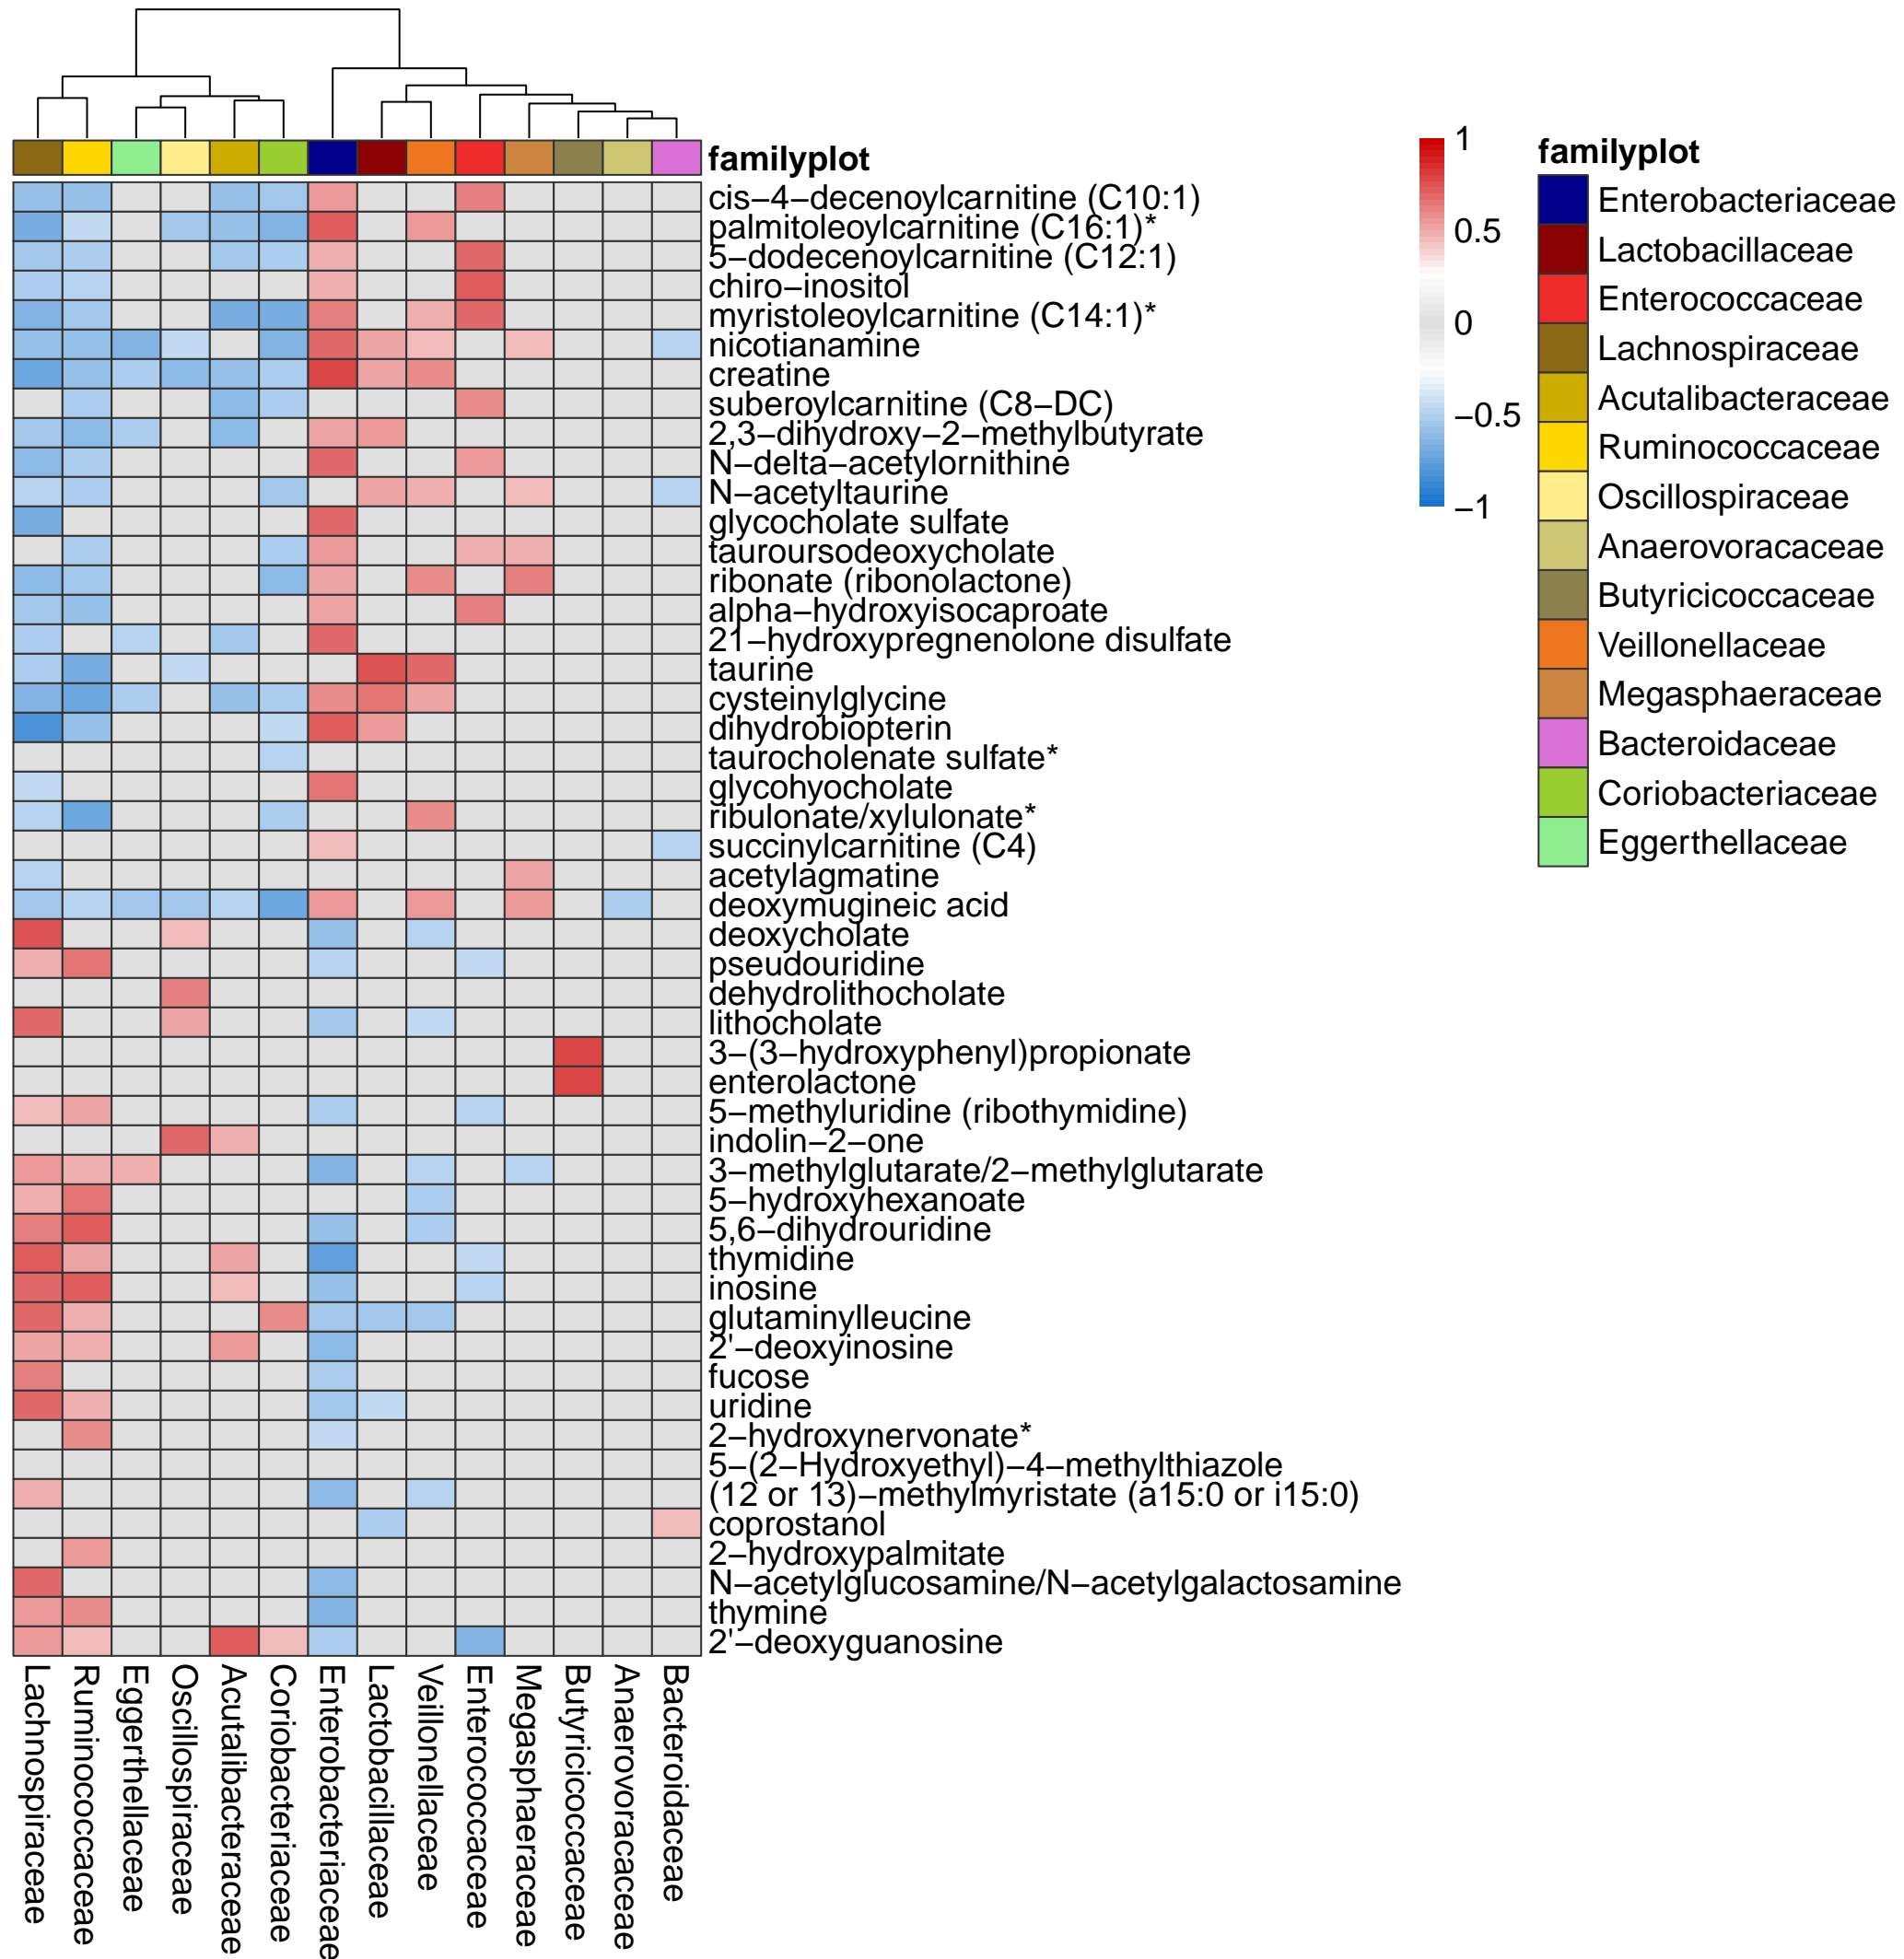 familyplot
cis−4−decenoylcarnitine (C10:1)
palmitoleoylcarnitine (C16:1)*
5−dodecenoylcarnitine (C12:1)
chiro−inositol
myristoleoylcarnitine (C14:1)*
nicotianamine
creatine
suberoylcarnitine (C8−DC)
2,3−dihydroxy−2−methylbutyrate
N−delta−acetylornithine
N−acetyltaurine
glycocholate sulfate
tauroursodeoxycholate
ribonate (ribonolactone)
alpha−hydroxyisocaproate
21−hydroxypregnenolone disulfate
taurine
cysteinylglycine
dihydrobiopterin
taurocholenate sulfate*
glycohyocholate
ribulonate/xylulonate*
succinylcarnitine (C4)
acetylagmatine
deoxymugineic acid
deoxycholate
pseudouridine
dehydrolithocholate
lithocholate
3−(3−hydroxyphenyl)propionate
enterolactone
5−methyluridine (ribothymidine)
indolin−2−one
3−methylglutarate/2−methylglutarate
5−hydroxyhexanoate
5,6−dihydrouridine
thymidine
inosine
glutaminylleucine
2'−deoxyinosine
fucose
uridine
2−hydroxynervonate*
5−(2−Hydroxyethyl)−4−methylthiazole
(12 or 13)−methylmyristate (a15:0 or i15:0)
coprostanol
2−hydroxypalmitate
N−acetylglucosamine/N−acetylgalactosamine
thymine
2'−deoxyguanosine
Lachnospiraceae
Ruminococcaceae
Eggerthellaceae
Oscillospiraceae
Acutalibacteraceae
Coriobacteriaceae
Enterobacteriaceae
Lactobacillaceae
Veillonellaceae
Enterococcaceae
Megasphaeraceae
Butyricicoccaceae
Anaerovoracaceae
Bacteroidaceae
1
0.5
0
−0.5
−1
familyplot
Enterobacteriaceae
Lactobacillaceae
Enterococcaceae
Lachnospiraceae
Acutalibacteraceae
Ruminococcaceae
Oscillospiraceae
Anaerovoracaceae
Butyricicoccaceae
Veillonellaceae
Megasphaeraceae
Bacteroidaceae
Coriobacteriaceae
Eggerthellaceae